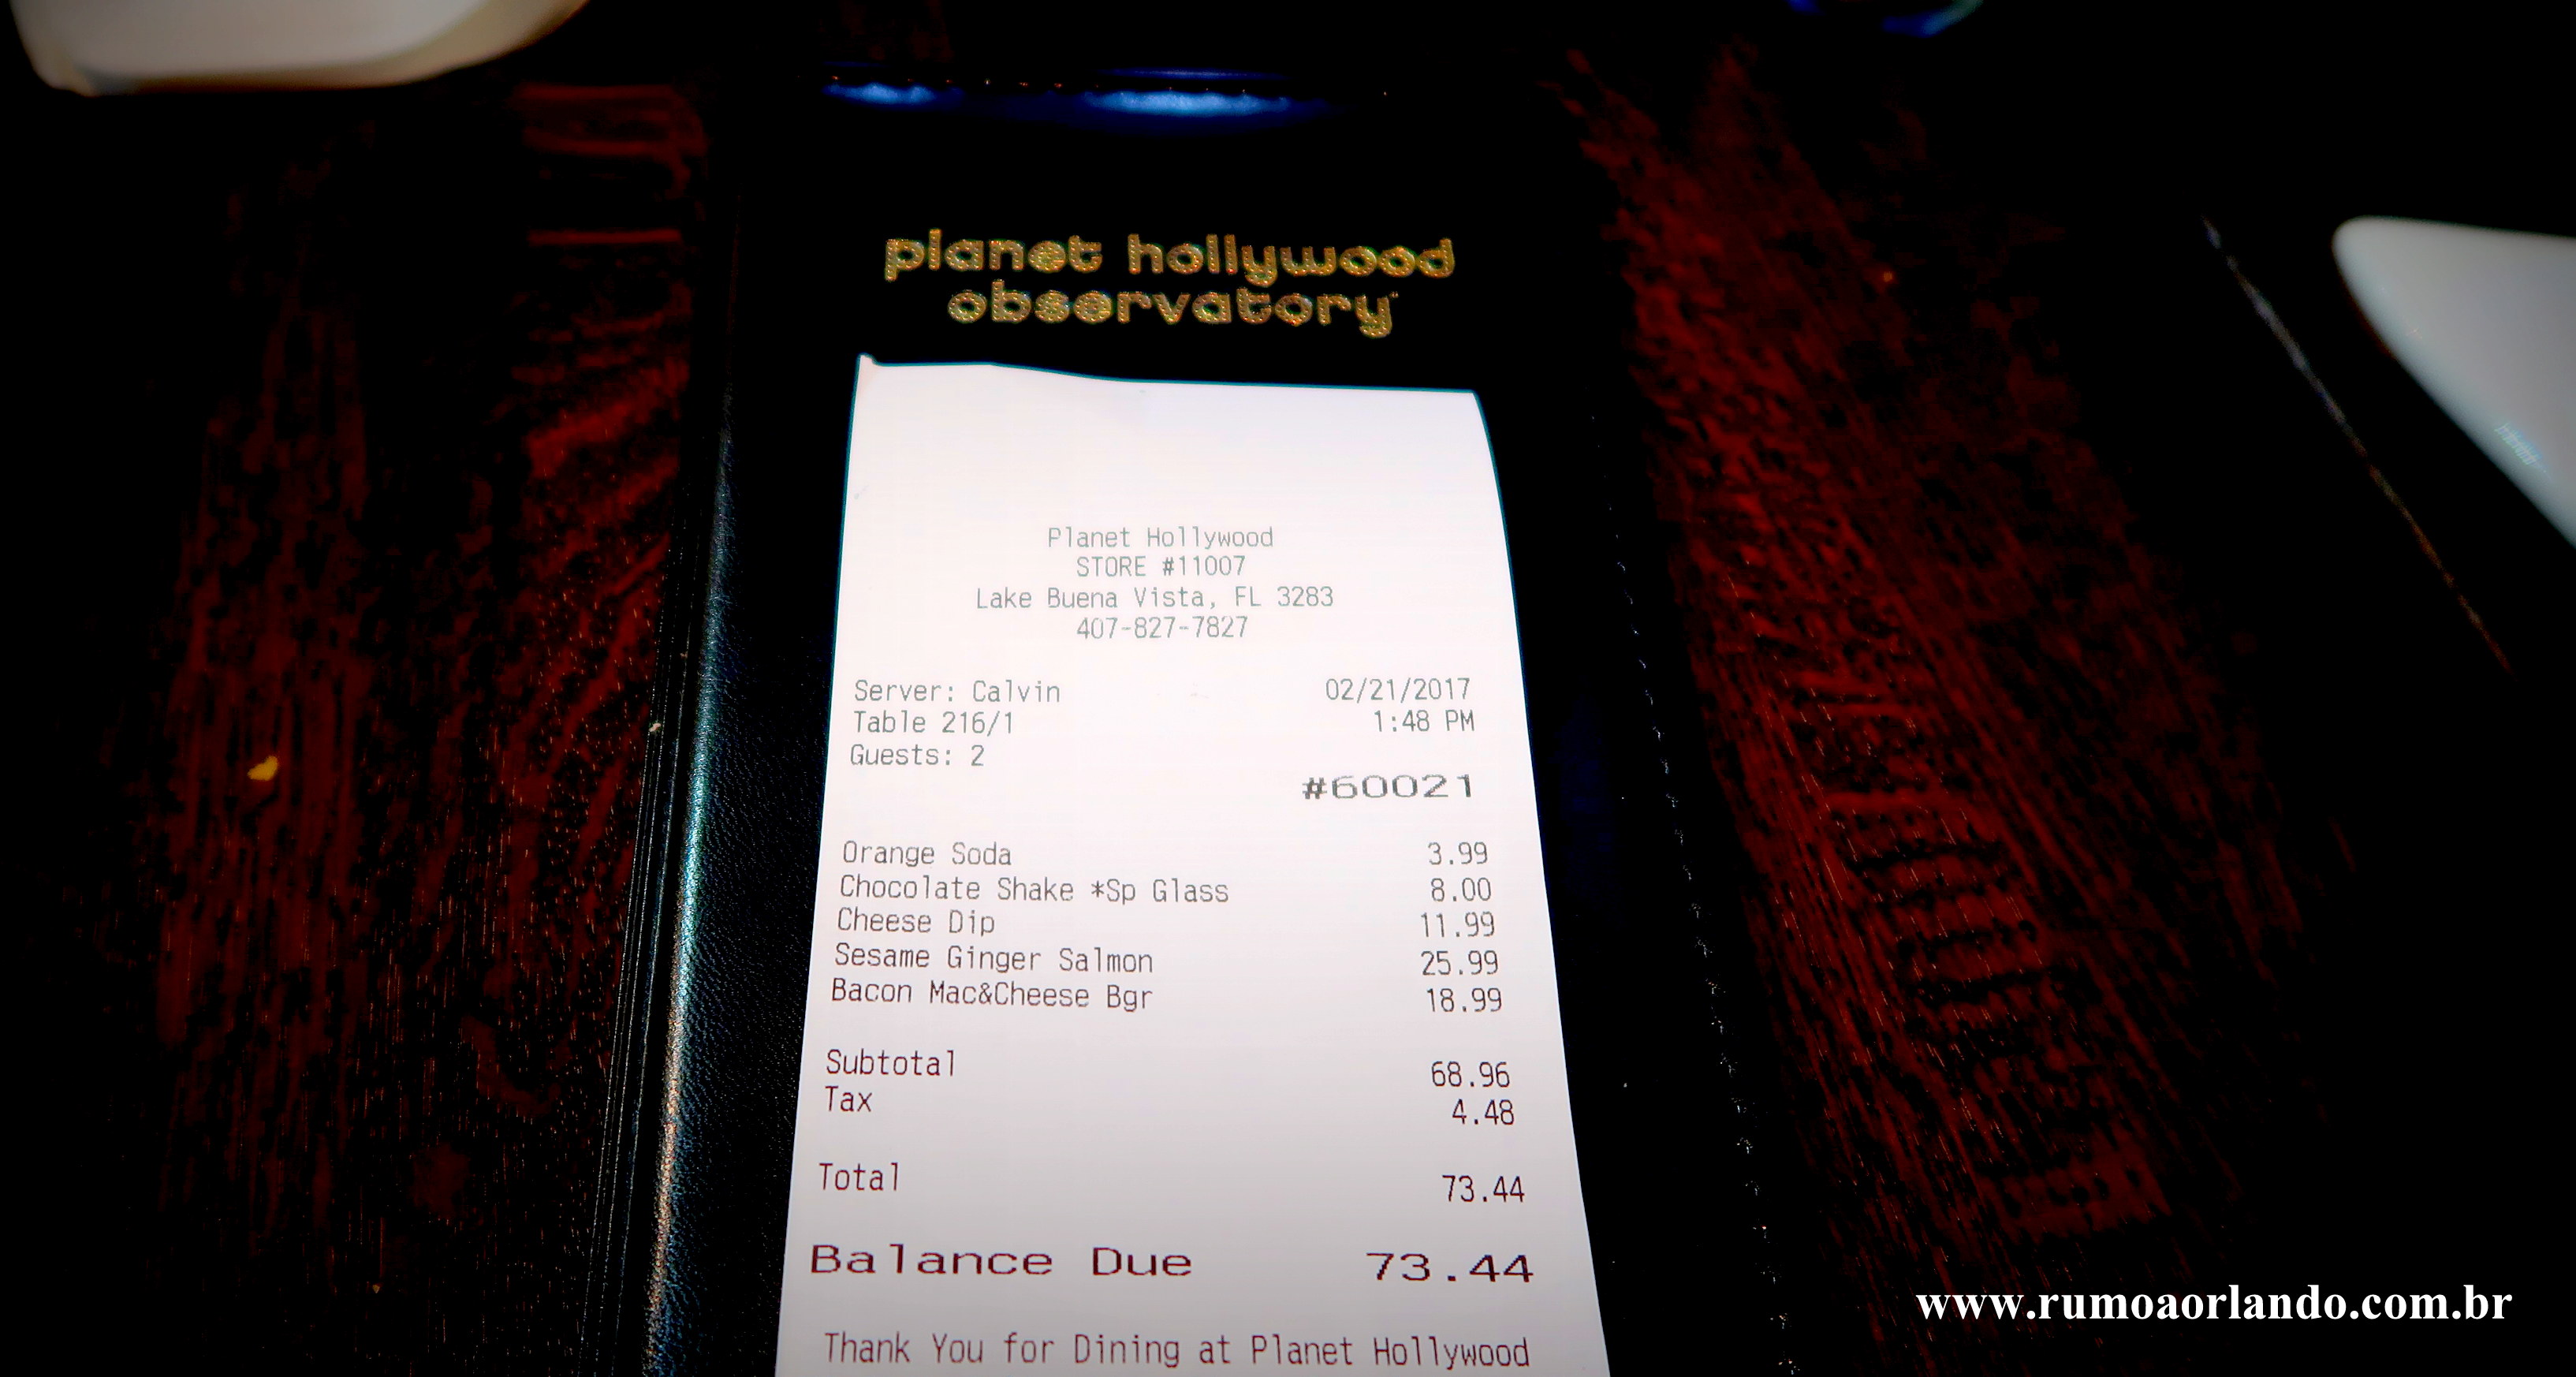 planet hollywood
observatory
Planet Hollywood
STORE #11007
Lake Buena Vista, FL 3283
407-827-7827
Server: Calvin 02/21/2017
Table 216/1 1:48 PM
Guests: 2
#60021
Orange Soda 3.99
Chocolate Shake *Sp Glass 8.00
Cheese Dip 11.99
Sesame Ginger Salmon 25.99
Bacon Mac&Cheese Bgr 18.99
Subtotal 68.96
Tax 4.48
Total 73.44
Balance Due 73.44
Thank You for Dining at Planet Hollywood
www.rumoaorlando.com.br